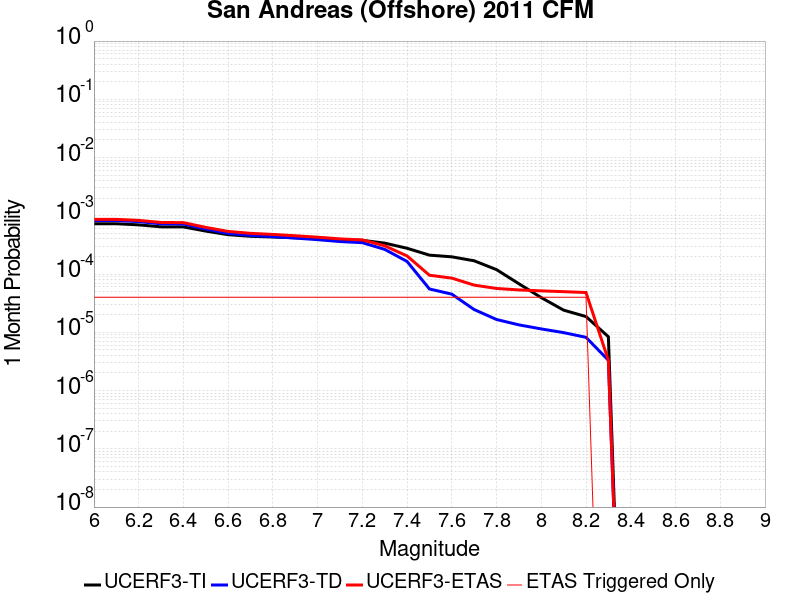 San Andreas (Offshore) 2011 CFM
10^0
10^-1
10^-2
10^-3
10^-4
10^-5
10^-6
10^-7
10^-8
1 Month Probability
6 6.2 6.4 6.6 6.8 7 7.2 7.4 7.6 7.8 8 8.2 8.4 8.6 8.8 9
Magnitude
UCERF3-TI UCERF3-TD UCERF3-ETAS ETAS Triggered Only